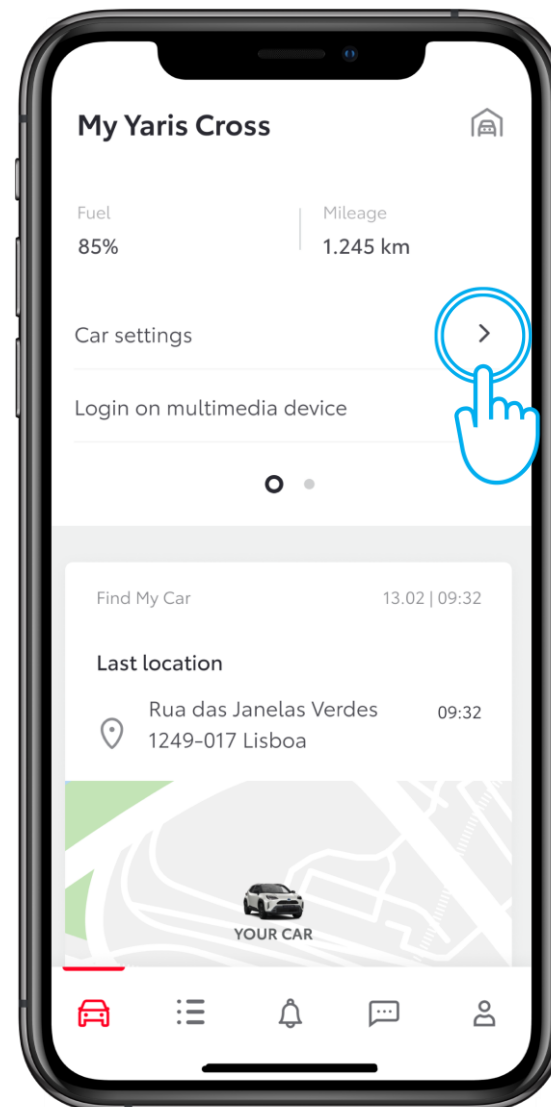 My Yaris Cross
Fuel
Mileage
85%
1.245 km
Car settings
Login on multimedia device
Find My Car
13.02 | 09:32
Last location
Rua das Janelas Verdes
09:32
1249-017 Lisboa
YOUR CAR